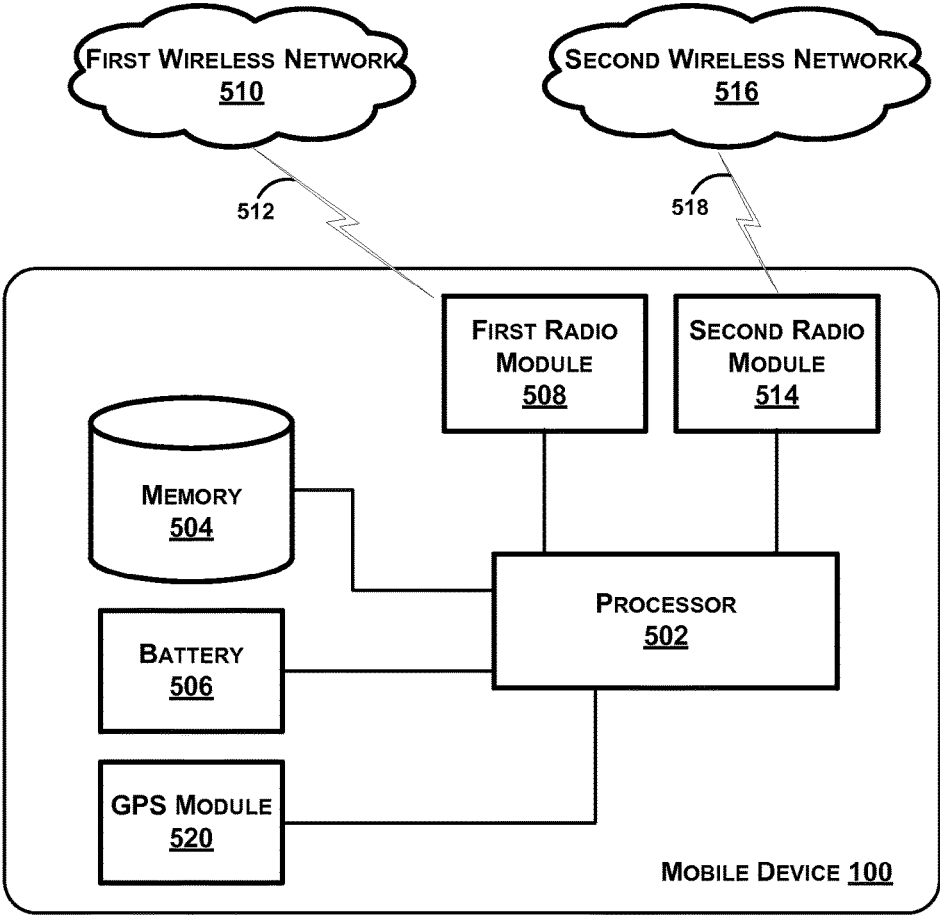 FIRST WIRELESS NETWORK
510
SECOND WIRELESS NETWORK
516
512
518
FIRST RADIO
MODULE
508
SECOND RADIO
MODULE
514
MEMORY
504
PROCESSOR
502
BATTERY
506
GPS MODULE
520
MOBILE DEVICE 100